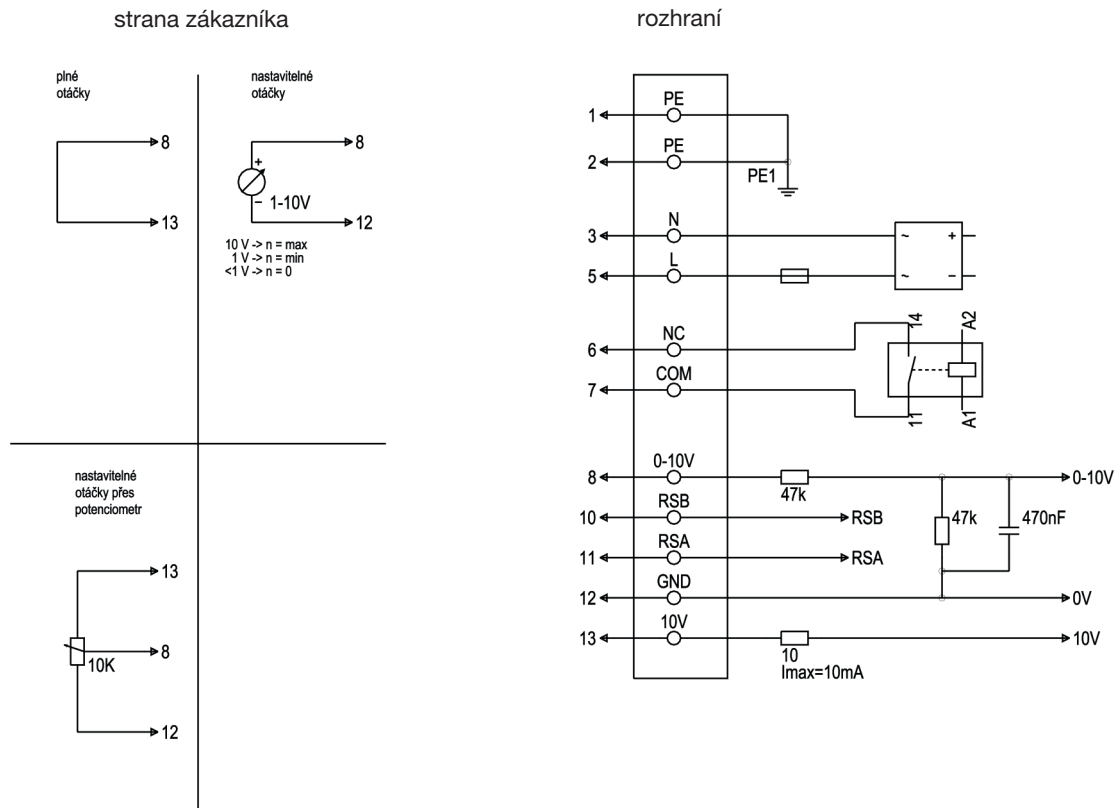 strana zákazníka
rozhraní
plné
otáčky
8
13
nastavitelné
otáčky
8
+
− 1-10V
12
10 V -> n = max
1 V -> n = min
<1 V -> n = 0
nastavitelné
otáčky přes
potenciometr
13
8
10K
12
1 PE
2 PE
PE1
3 N ~ +
5 L ~ −
14 A2
6 NC
7 COM
11 A1
8 0-10V 47k 0-10V
10 RSB RSB 47k 470nF
11 RSA RSA
12 GND 0V
13 10V 10 10V
Imax=10mA